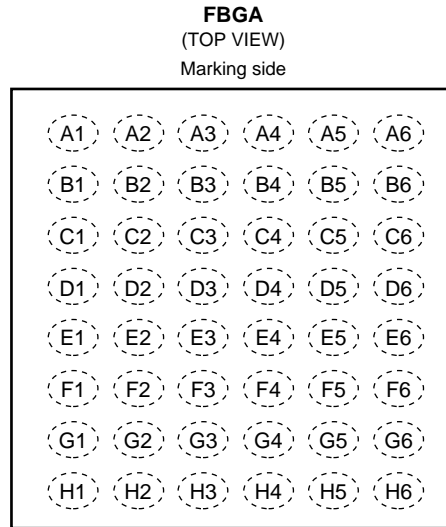 FBGA
(TOP VIEW)
Marking side
A1 A2 A3 A4 A5 A6
B1 B2 B3 B4 B5 B6
C1 C2 C3 C4 C5 C6
D1 D2 D3 D4 D5 D6
E1 E2 E3 E4 E5 E6
F1 F2 F3 F4 F5 F6
G1 G2 G3 G4 G5 G6
H1 H2 H3 H4 H5 H6